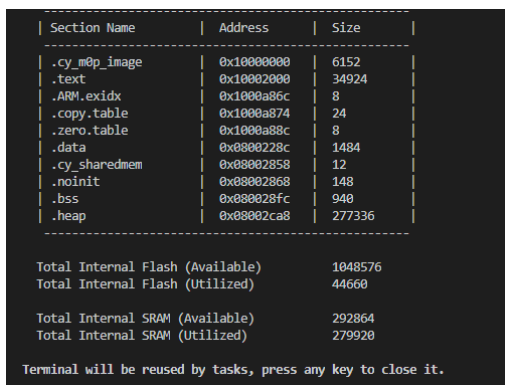 | Section Name | Address | Size |
| .cy_m0p_image | 0x10000000 | 6152 |
| .text | 0x10002000 | 34924 |
| .ARM.exidx | 0x1000a86c | 8 |
| .copy.table | 0x1000a874 | 24 |
| .zero.table | 0x1000a88c | 8 |
| .data | 0x0800228c | 1484 |
| .cy_sharedmem | 0x08002858 | 12 |
| .noinit | 0x08002868 | 148 |
| .bss | 0x080028fc | 940 |
| .heap | 0x08002ca8 | 277336 |
Total Internal Flash (Available) 1048576
Total Internal Flash (Utilized) 44660
Total Internal SRAM (Available) 292864
Total Internal SRAM (Utilized) 279920
Terminal will be reused by tasks, press any key to close it.